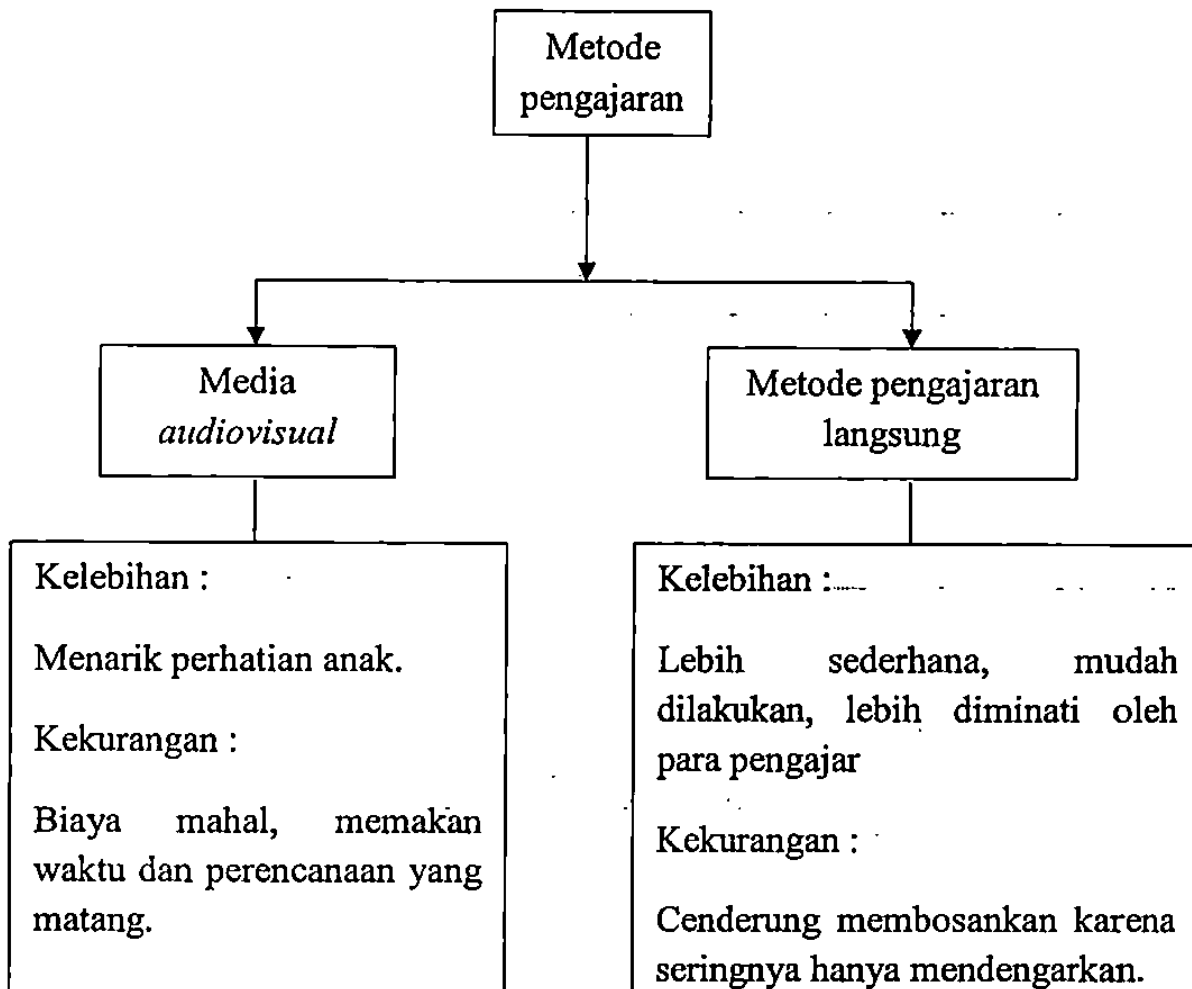 Metode
pengajaran
Media
audiovisual
Metode pengajaran
langsung
Kelebihan :
Menarik perhatian anak.
Kekurangan :
Biaya mahal, memakan
waktu dan perencanaan yang
matang.
Kelebihan :
Lebih sederhana, mudah
dilakukan, lebih diminati oleh
para pengajar
Kekurangan :
Cenderung membosankan karena
seringnya hanya mendengarkan.